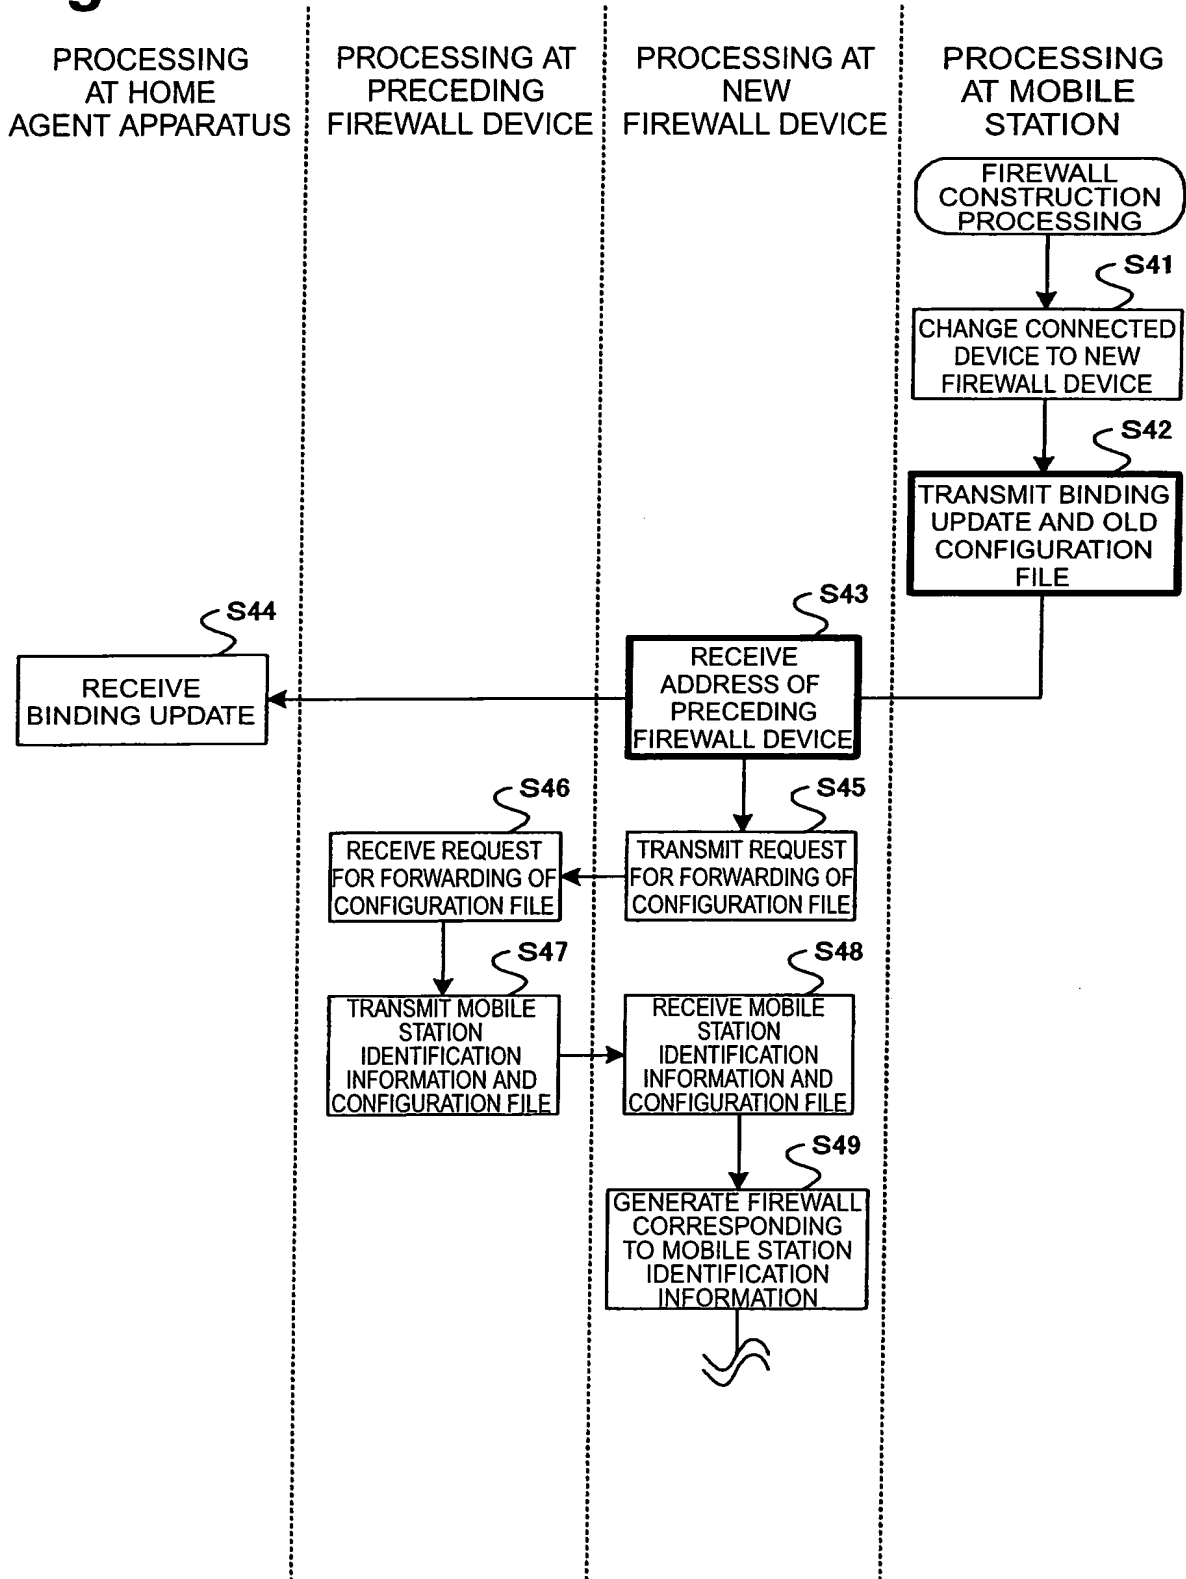 PROCESSING
AT HOME
AGENT APPARATUS
PROCESSING AT
PRECEDING
FIREWALL DEVICE
PROCESSING AT
NEW
FIREWALL DEVICE
PROCESSING
AT MOBILE
STATION
FIREWALL
CONSTRUCTION
PROCESSING
S41
CHANGE CONNECTED
DEVICE TO NEW
FIREWALL DEVICE
S42
TRANSMIT BINDING
UPDATE AND OLD
CONFIGURATION
FILE
S43
RECEIVE
ADDRESS OF
PRECEDING
FIREWALL DEVICE
S44
RECEIVE
BINDING UPDATE
S45
TRANSMIT REQUEST
FOR FORWARDING OF
CONFIGURATION FILE
S46
RECEIVE REQUEST
FOR FORWARDING OF
CONFIGURATION FILE
S47
TRANSMIT MOBILE
STATION
IDENTIFICATION
INFORMATION AND
CONFIGURATION FILE
S48
RECEIVE MOBILE
STATION
IDENTIFICATION
INFORMATION AND
CONFIGURATION FILE
S49
GENERATE FIREWALL
CORRESPONDING
TO MOBILE STATION
IDENTIFICATION
INFORMATION